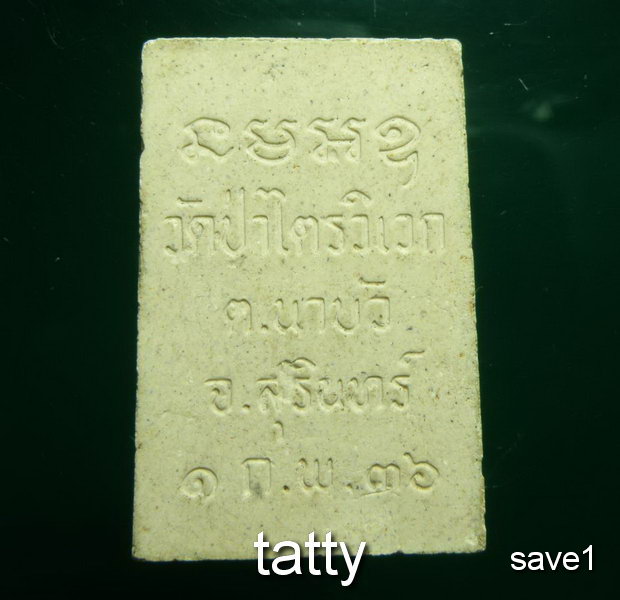 วัดป่าไตรวิเวก
ต.นาบัว
จ.สุรินทร์
๑ ก.พ.๓๖
tatty
save1